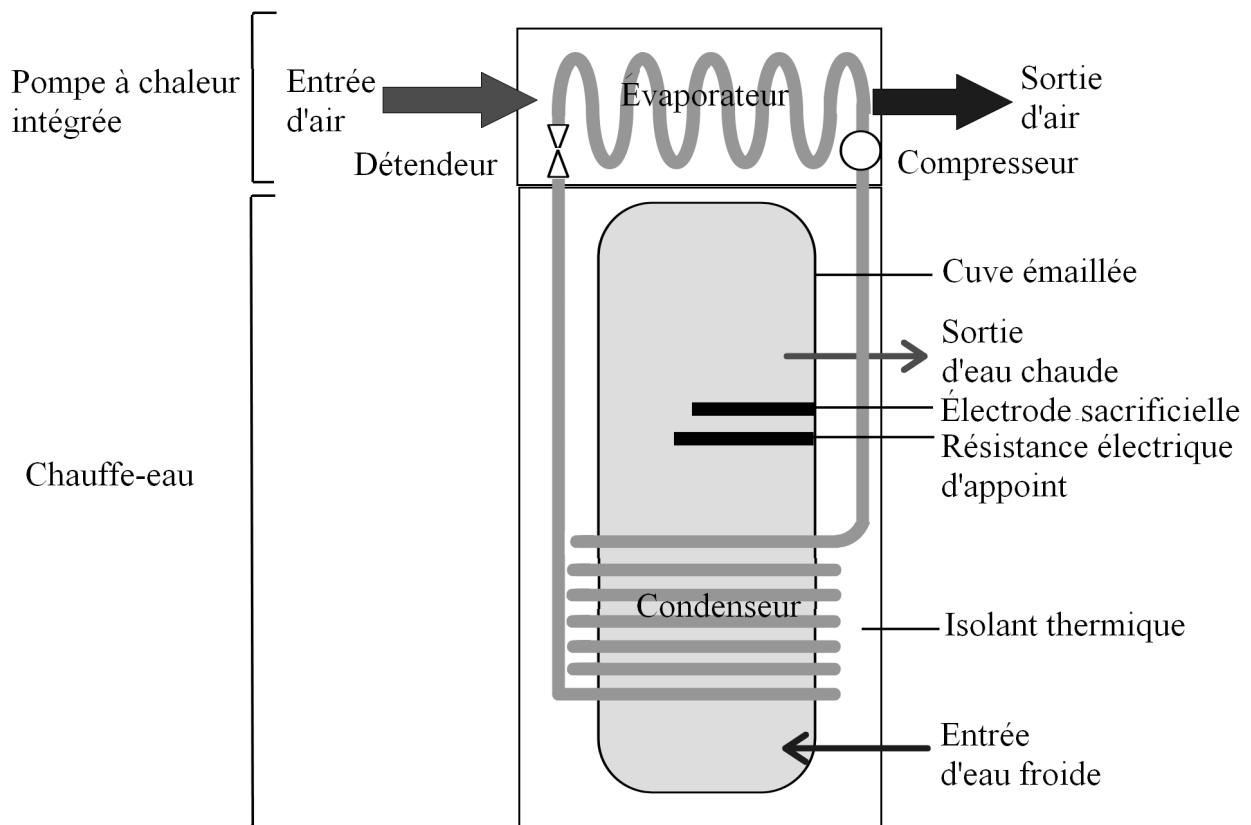 Pompe à chaleur
intégrée
Entrée
d'air
Évaporateur
Sortie
d'air
Détendeur
Compresseur
Chauffe-eau
Cuve émaillée
Sortie
d'eau chaude
Électrode sacrificielle
Résistance électrique
d'appoint
Condenseur
Isolant thermique
Entrée
d'eau froide